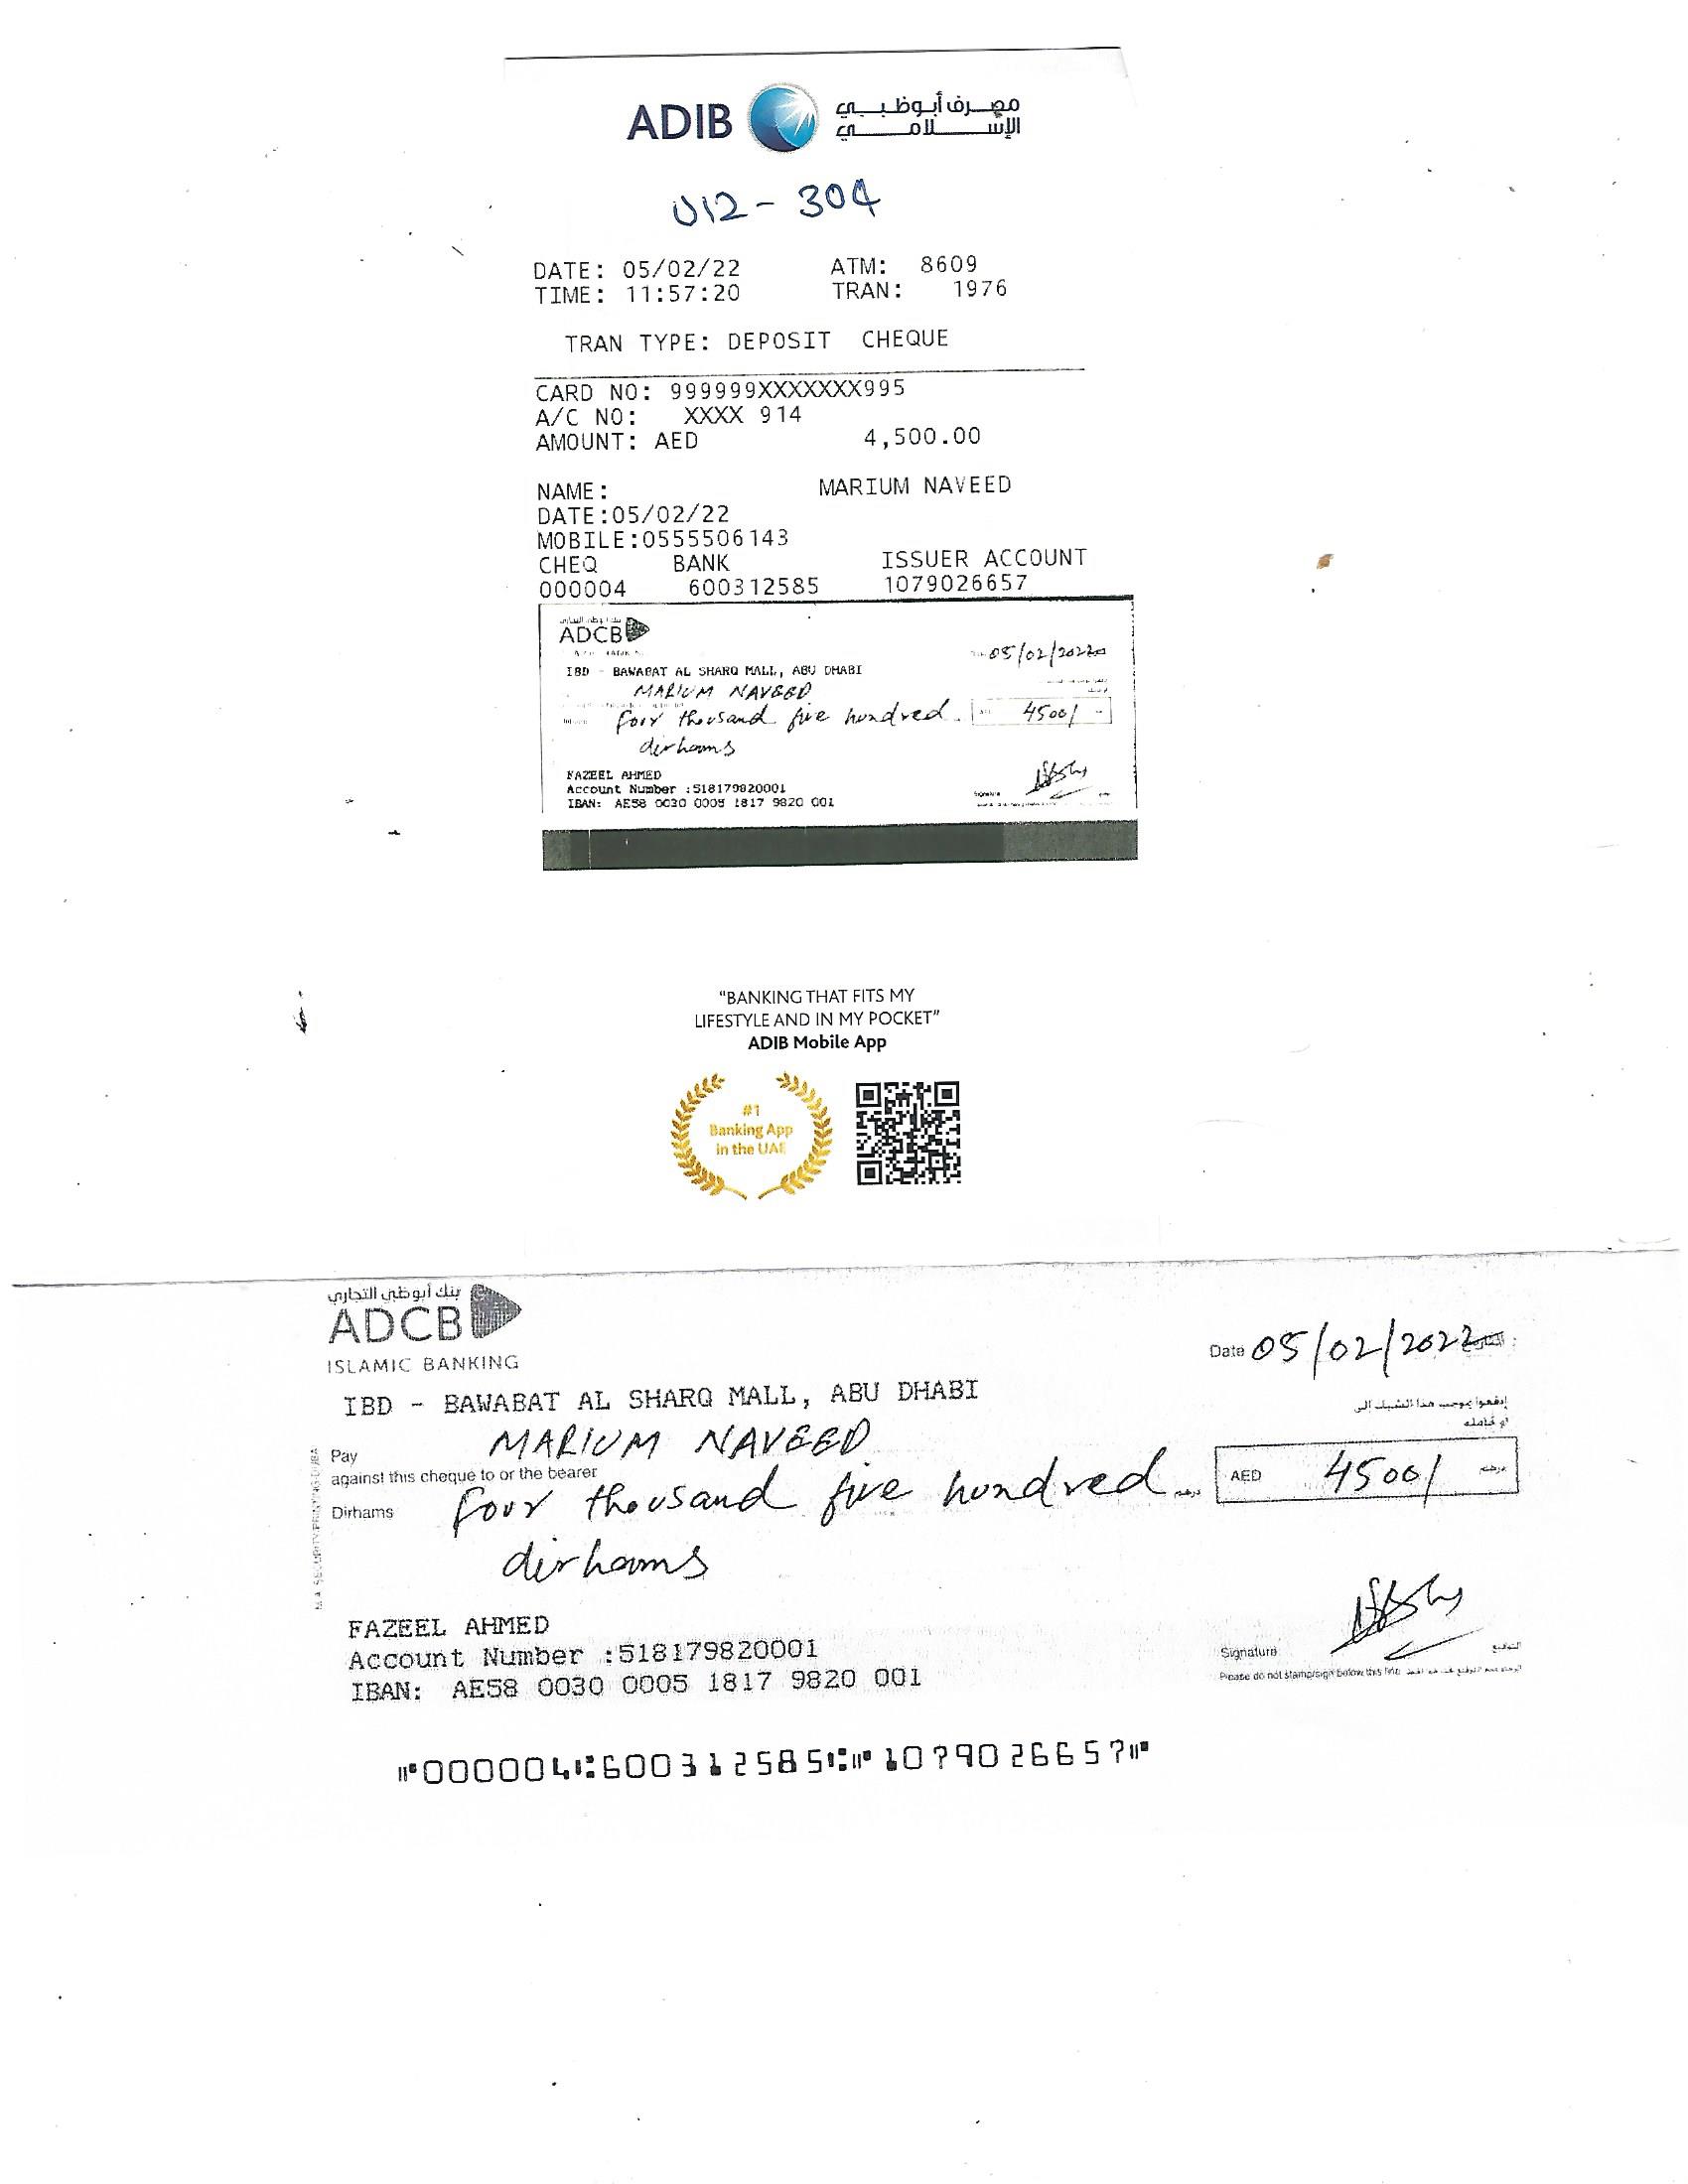 ADIB مصرف أبوظبي الإسلامي
U12 - 304
DATE: 05/02/22 ATM: 8609
TIME: 11:57:20 TRAN: 1976
TRAN TYPE: DEPOSIT CHEQUE
CARD NO: 999999XXXXXXX995
A/C NO: XXXX 914
AMOUNT: AED 4,500.00
NAME: MARIUM NAVEED
DATE:05/02/22
MOBILE:0555506143
CHEQ BANK ISSUER ACCOUNT
000004 600312585 1079026657
ADCB
05/02/2022
IBD - BAWABAT AL SHARQ MALL, ABU DHABI
MARIUM NAVEED
four thousand five hundred 4500/
dirhams
FAZEEL AHMED
Account Number :518179820001
IBAN: AE58 0030 0005 1817 9820 001
Signature
"BANKING THAT FITS MY
LIFESTYLE AND IN MY POCKET"
ADIB Mobile App
#1
Banking App
in the UAE
بنك أبوظبي التجاري
ADCB
ISLAMIC BANKING
Date 05/02/2022
IBD - BAWABAT AL SHARQ MALL, ABU DHABI
إدفعوا بموجب هذا الشيك إلى
أو لحامله
Pay MARIUM NAVEED
against this cheque to or the bearer
Dirhams four thousand five hundred AED 4500/ درهم
dirhams
FAZEEL AHMED
Account Number :518179820001
IBAN: AE58 0030 0005 1817 9820 001
Signature التوقيع
Please do not stamp/sign below this line
⑈000004⑆600312585⑆⑈1079026657⑈